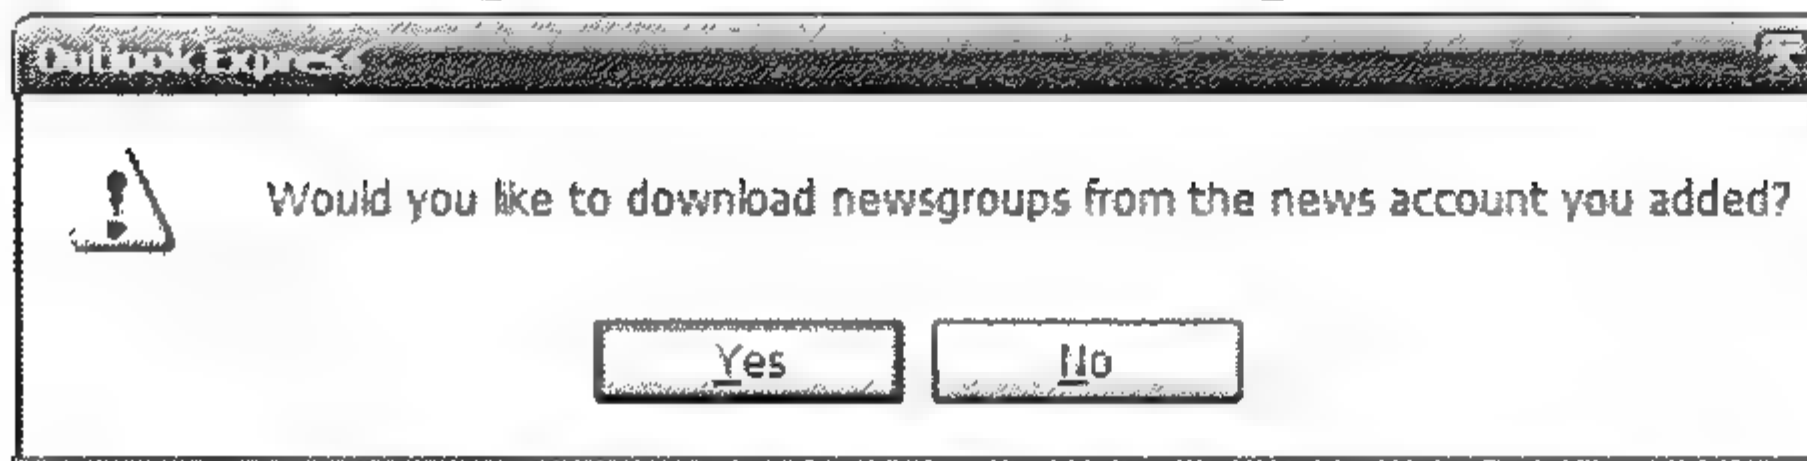 Outlook Express
Would you like to download newsgroups from the news account you added?
Yes
No